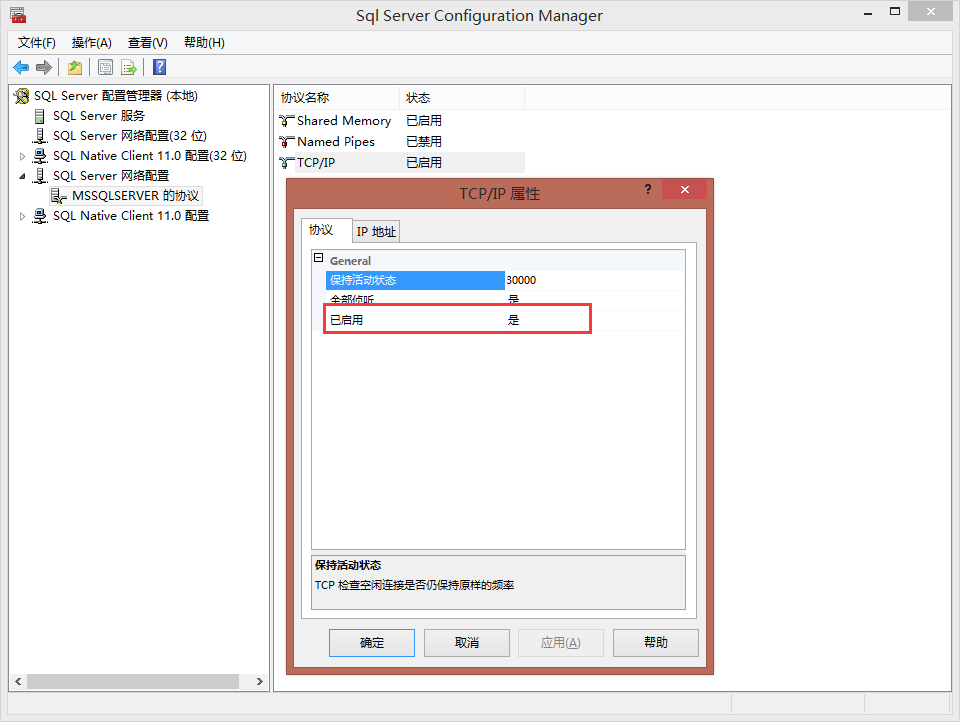 Sql Server Configuration Manager
文件(F) 操作(A) 查看(V) 帮助(H)
SQL Server 配置管理器 (本地)
SQL Server 服务
SQL Server 网络配置(32 位)
SQL Native Client 11.0 配置(32 位)
SQL Server 网络配置
MSSQLSERVER 的协议
SQL Native Client 11.0 配置
协议名称 状态
Shared Memory 已启用
Named Pipes 已禁用
TCP/IP 已启用
TCP/IP 属性
协议 IP 地址
General
保持活动状态 30000
全部侦听 是
已启用 是
保持活动状态
TCP 检查空闲连接是否仍保持原样的频率
确定 取消 应用(A) 帮助